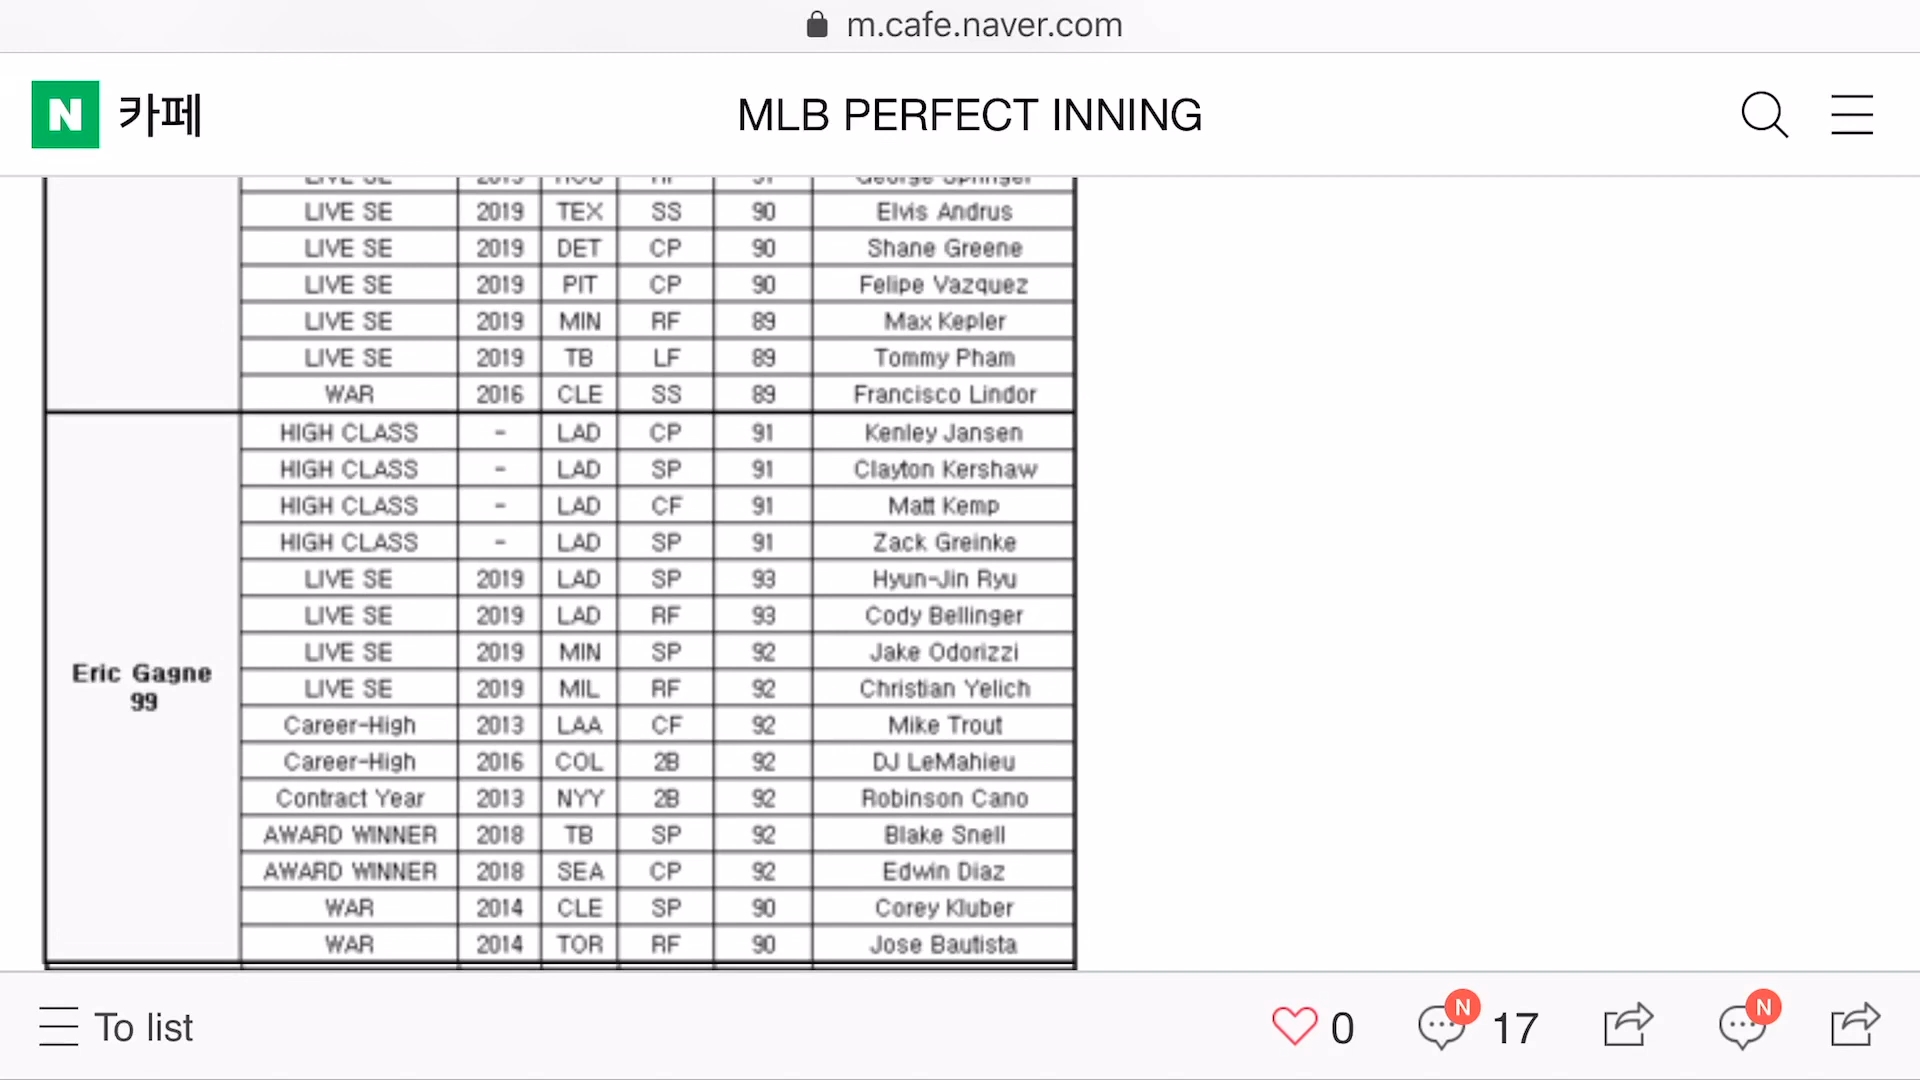 m.cafe.naver.com
N 카페 MLB PERFECT INNING
LIVE SE 2019 TEX SS 90 Elvis Andrus
LIVE SE 2019 DET CP 90 Shane Greene
LIVE SE 2019 PIT CP 90 Felipe Vazquez
LIVE SE 2019 MIN RF 89 Max Kepler
LIVE SE 2019 TB LF 89 Tommy Pham
WAR 2016 CLE SS 89 Francisco Lindor
HIGH CLASS - LAD CP 91 Kenley Jansen
HIGH CLASS - LAD SP 91 Clayton Kershaw
HIGH CLASS - LAD CF 91 Matt Kemp
HIGH CLASS - LAD SP 91 Zack Greinke
LIVE SE 2019 LAD SP 93 Hyun-Jin Ryu
LIVE SE 2019 LAD RF 93 Cody Bellinger
LIVE SE 2019 MIN SP 92 Jake Odorizzi
Eric Gagne
99
LIVE SE 2019 MIL RF 92 Christian Yelich
Career-High 2013 LAA CF 92 Mike Trout
Career-High 2016 COL 2B 92 DJ LeMahieu
Contract Year 2013 NYY 2B 92 Robinson Cano
AWARD WINNER 2018 TB SP 92 Blake Snell
AWARD WINNER 2018 SEA CP 92 Edwin Diaz
WAR 2014 CLE SP 90 Corey Kluber
WAR 2014 TOR RF 90 Jose Bautista
To list 0 N 17 N